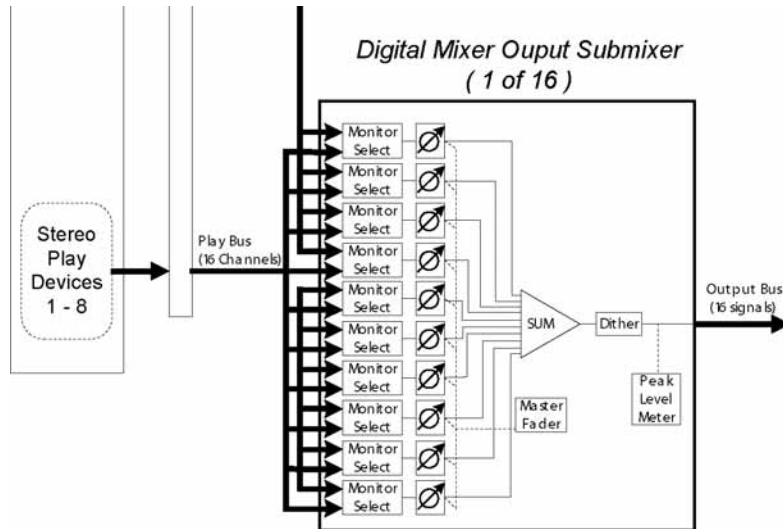 Digital Mixer Ouput Submixer
( 1 of 16 )
Monitor
Select
Monitor
Select
Monitor
Select
Monitor
Select
Monitor
Select
Monitor
Select
Monitor
Select
Monitor
Select
Monitor
Select
Monitor
Select
Stereo
Play
Devices
1 - 8
Play Bus
(16 Channels)
SUM
Dither
Output Bus
(16 signals)
Master
Fader
Peak
Level
Meter